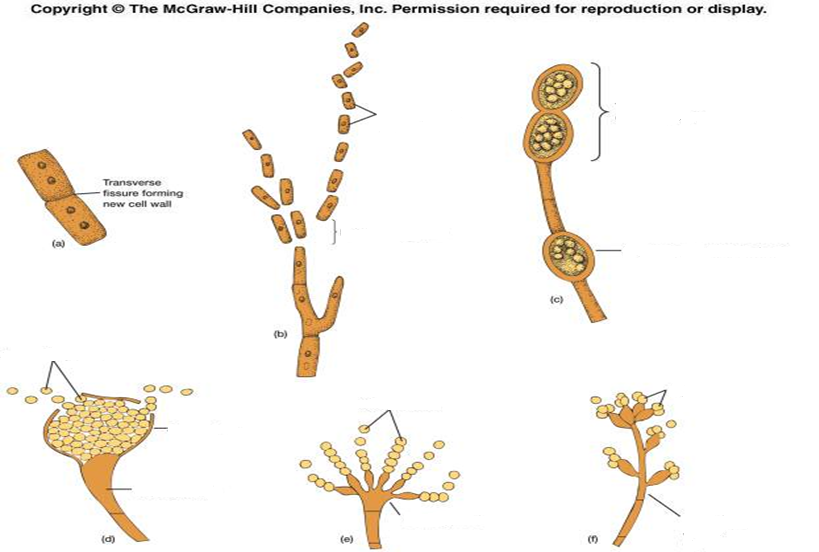 Copyright © The McGraw-Hill Companies, Inc. Permission required for reproduction or display.
Transverse
fissure forming
new cell wall
(a)
(b)
(c)
(d)
(e)
(f)